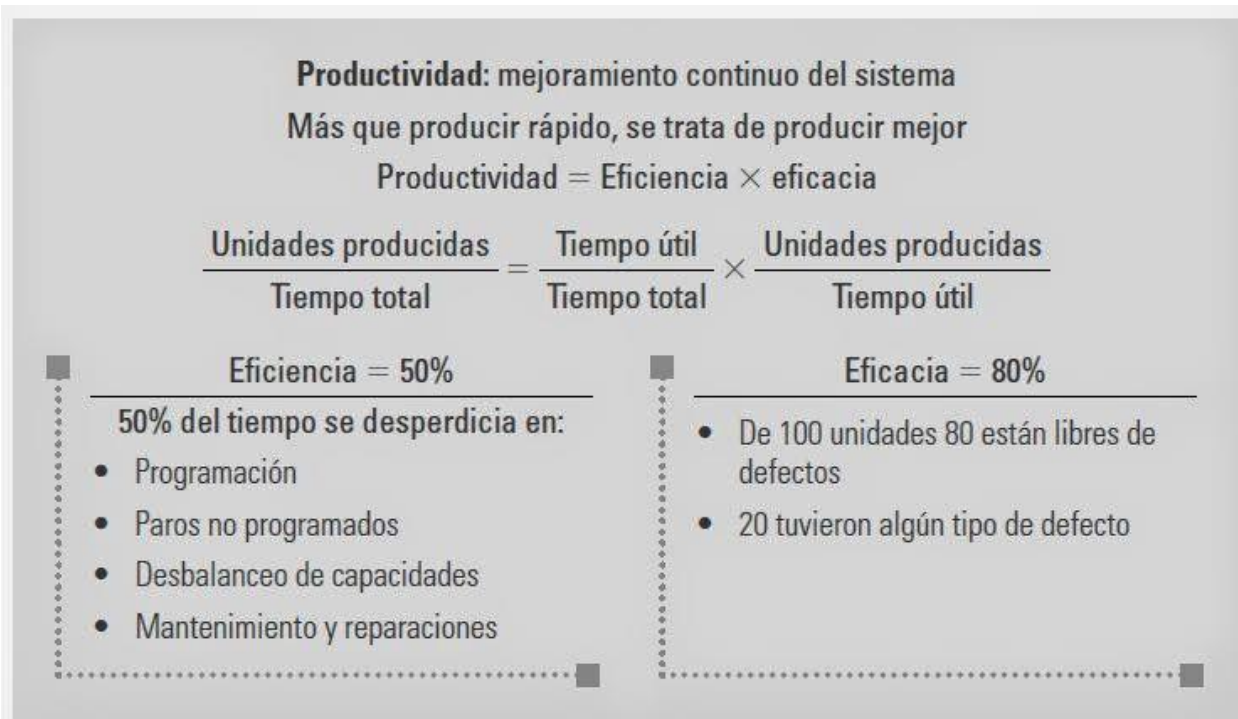 Productividad: mejoramiento continuo del sistema
Más que producir rápido, se trata de producir mejor
Productividad = Eficiencia × eficacia
Unidades producidas / Tiempo total = Tiempo útil / Tiempo total × Unidades producidas / Tiempo útil
Eficiencia = 50%
50% del tiempo se desperdicia en:
• Programación
• Paros no programados
• Desbalanceo de capacidades
• Mantenimiento y reparaciones
Eficacia = 80%
• De 100 unidades 80 están libres de
defectos
• 20 tuvieron algún tipo de defecto